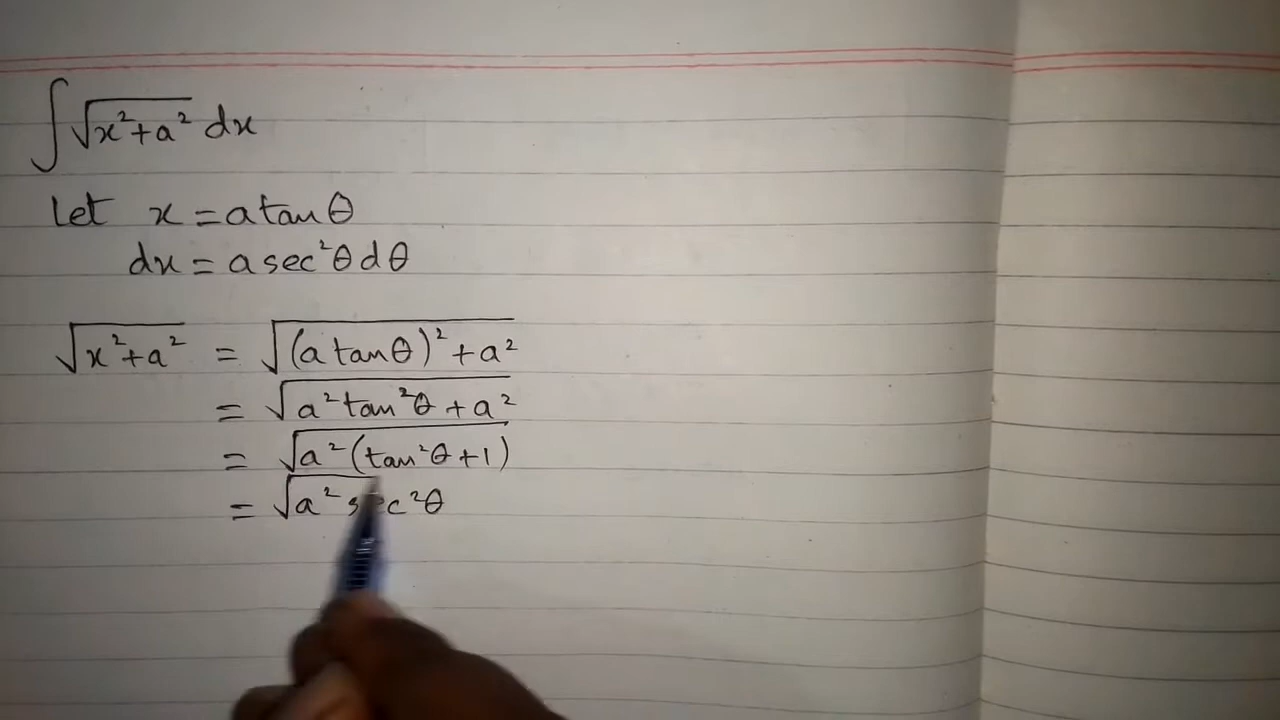 ∫√x²+a² dx
Let x = a tan θ
dx = a sec²θ dθ
√x²+a² = √(a tanθ)² + a²
= √a² tan²θ + a²
= √a² (tan²θ + 1)
= √a² sec²θ